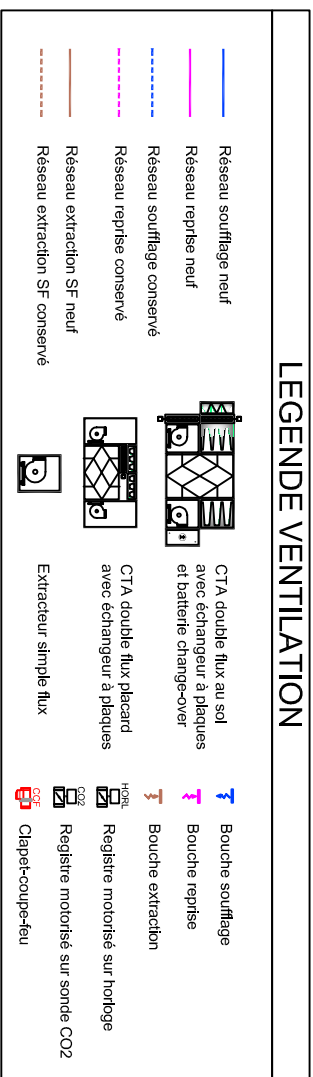 LEGENDE VENTILATION
Réseau soufflage neuf
Réseau reprise neuf
Réseau soufflage conservé
Réseau reprise conservé
Réseau extraction SF neuf
Réseau extraction SF conservé
CTA double flux au sol
avec échangeur à plaques
et batterie change-over
CTA double flux placard
avec échangeur à plaques
Extracteur simple flux
Bouche soufflage
Bouche reprise
Bouche extraction
HORL
Registre motorisé sur horloge
CO2
Registre motorisé sur sonde CO2
CCF
Clapet-coupe-feu